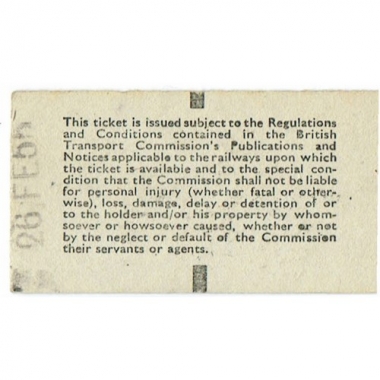 This ticket is issued subject to the Regulations
and Conditions contained in the British
Transport Commission's Publications and
Notices applicable to the railways upon which
the ticket is available and to the special con-
dition that the Commission shall not be liable
for personal injury (whether fatal or other-
wise), loss, damage, delay or detention of or
to the holder and/or his property by whom-
soever or howsoever caused, whether or not
by the neglect or default of the Commission
their servants or agents.
26 FE